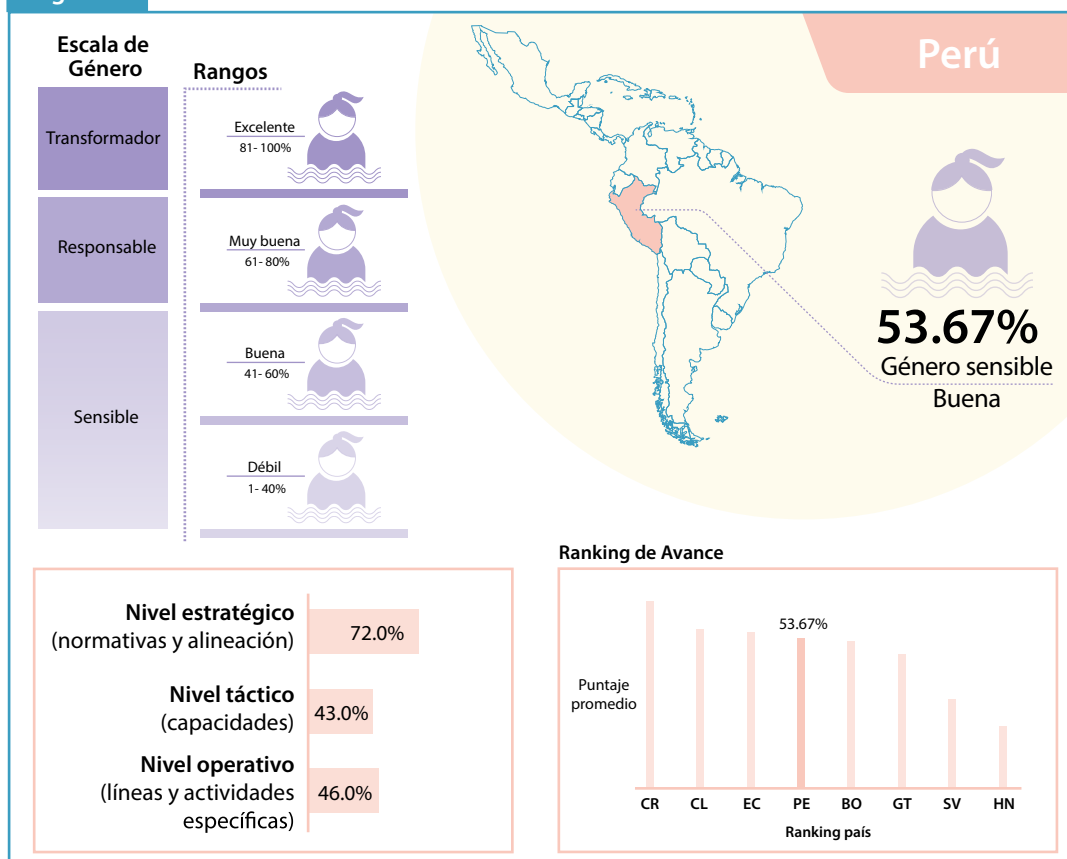 Escala de
Género
Rangos
Transformador
Excelente
81- 100%
Responsable
Muy buena
61- 80%
Sensible
Buena
41- 60%
Débil
1- 40%
Perú
53.67%
Género sensible
Buena
Nivel estratégico
(normativas y alineación)
72.0%
Nivel táctico
(capacidades)
43.0%
Nivel operativo
(líneas y actividades
específicas)
46.0%
Ranking de Avance
53.67%
Puntaje
promedio
CR CL EC PE BO GT SV HN
Ranking país